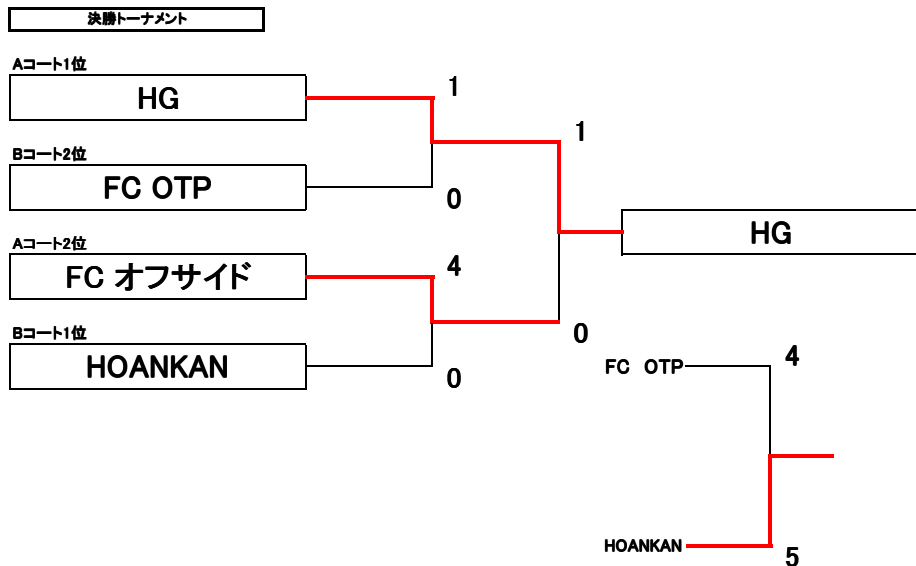 決勝トーナメント
Aコート1位
HG
1
1
Bコート2位
FC OTP
0
HG
Aコート2位
FC オフサイド
4
0
Bコート1位
HOANKAN
0
FC OTP
4
HOANKAN
5